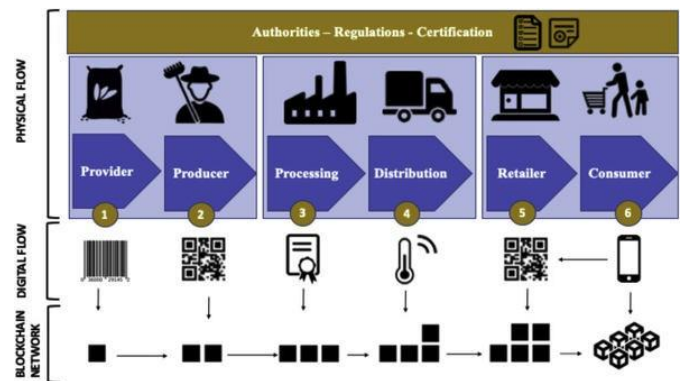 Authorities – Regulations - Certification
PHYSICAL FLOW
Provider
Producer
Processing
Distribution
Retailer
Consumer
1
2
3
4
5
6
DIGITAL FLOW
BLOCKCHAIN
NETWORK